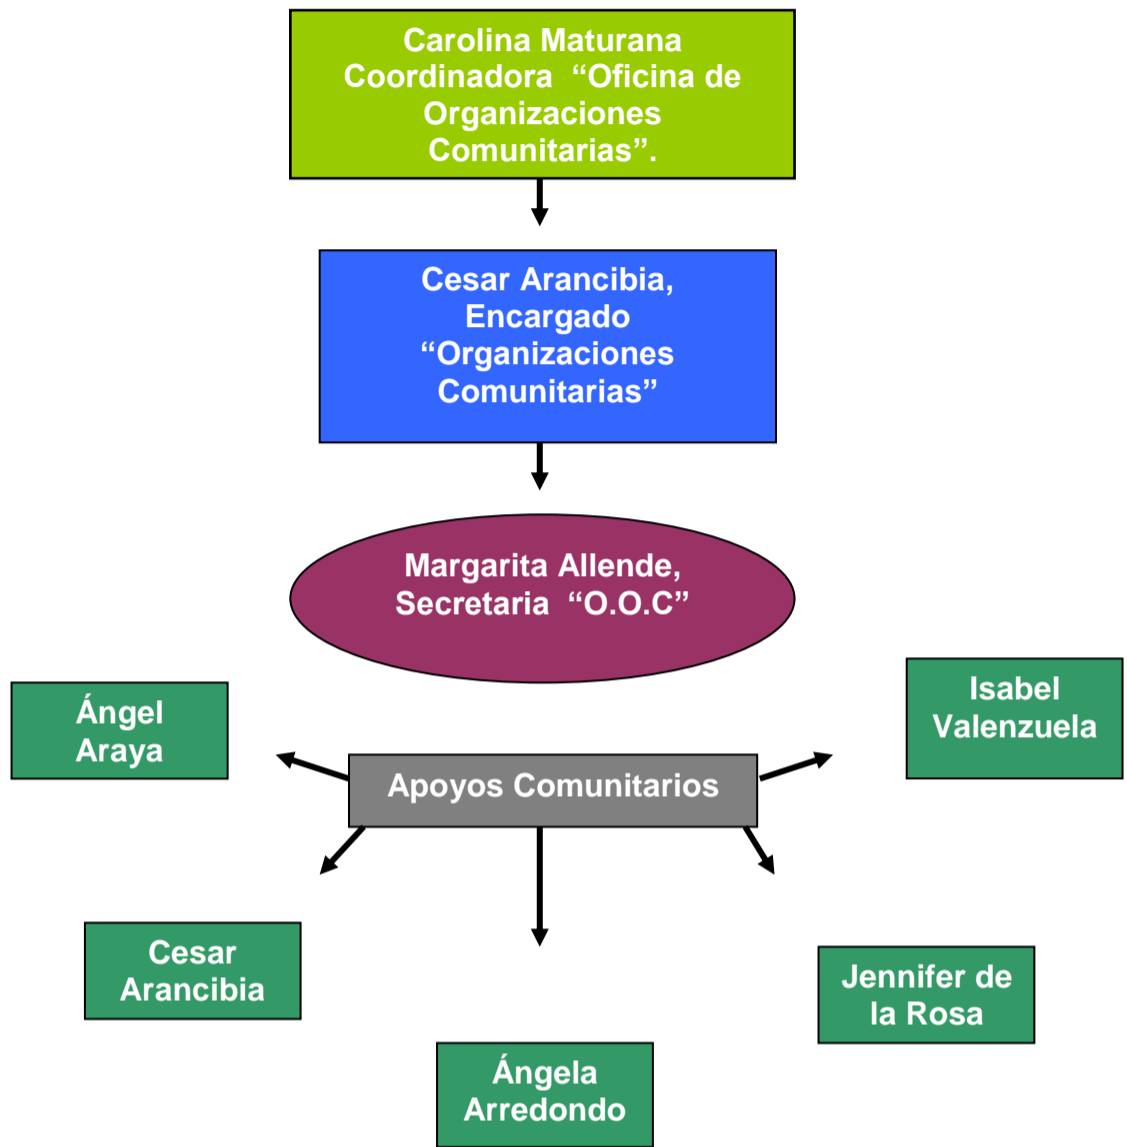 Carolina Maturana
Coordinadora “Oficina de
Organizaciones
Comunitarias”.
Cesar Arancibia,
Encargado
“Organizaciones
Comunitarias”
Margarita Allende,
Secretaria “O.O.C”
Isabel
Valenzuela
Ángel
Araya
Apoyos Comunitarios
Cesar
Arancibia
Jennifer de
la Rosa
Ángela
Arredondo